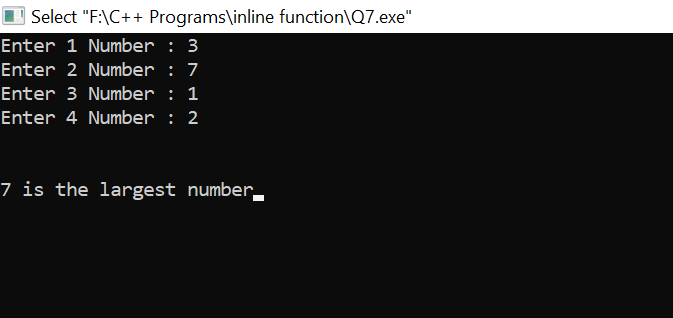 Select "F:\C++ Programs\inline function\Q7.exe"
Enter 1 Number : 3
Enter 2 Number : 7
Enter 3 Number : 1
Enter 4 Number : 2
7 is the largest number